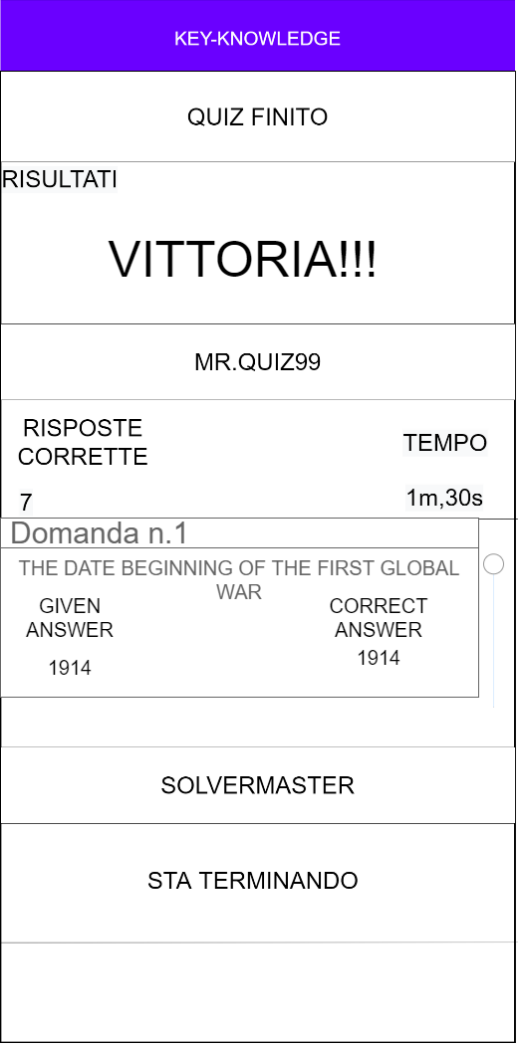 KEY-KNOWLEDGE
QUIZ FINITO
RISULTATI
VITTORIA!!!
MR.QUIZ99
RISPOSTE
CORRETTE
TEMPO
7
1m,30s
Domanda n.1
THE DATE BEGINNING OF THE FIRST GLOBAL
WAR
GIVEN
ANSWER
1914
CORRECT
ANSWER
1914
SOLVERMASTER
STA TERMINANDO